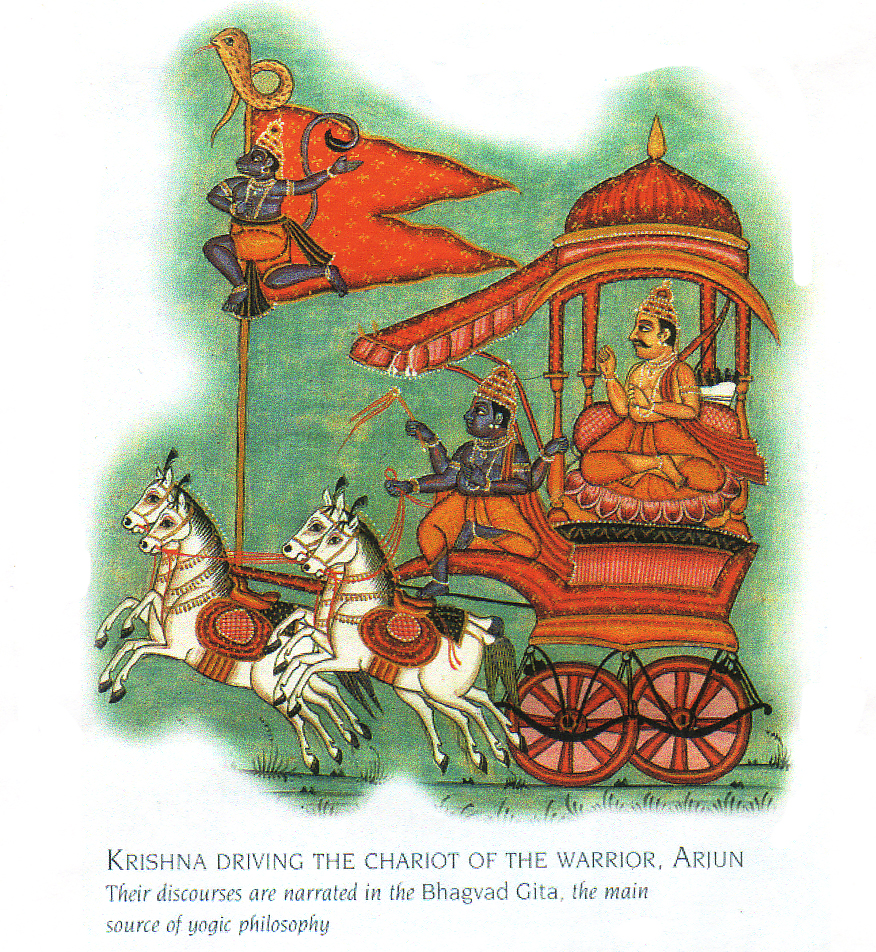 KRISHNA DRIVING THE CHARIOT OF THE WARRIOR, ARJUN
Their discourses are narrated in the Bhagvad Gita, the main
source of yogic philosophy